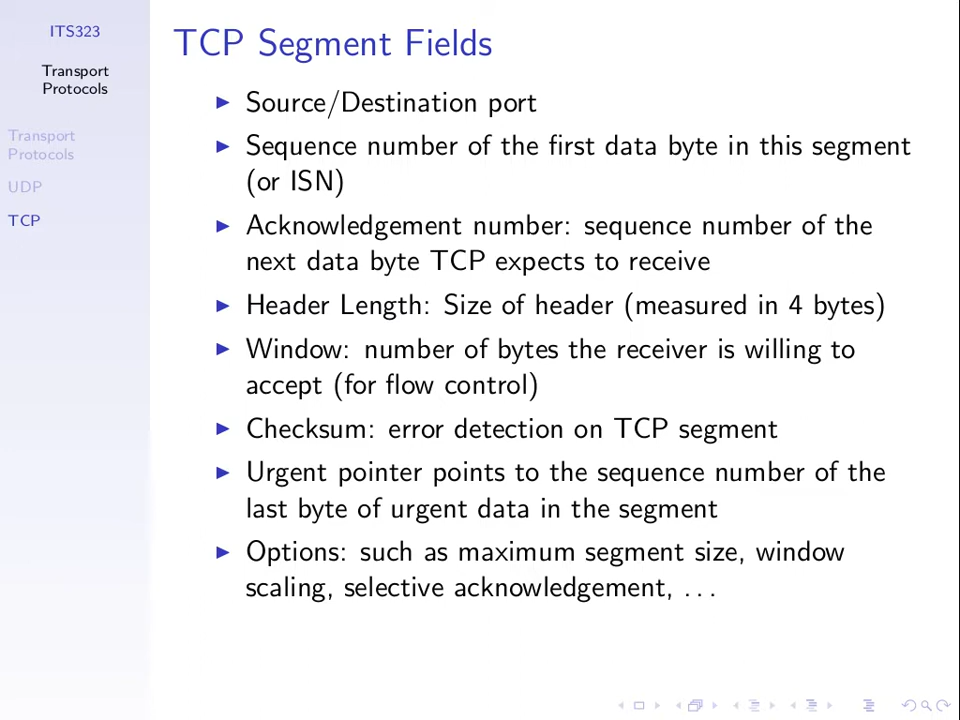 ITS323
Transport
Protocols
Transport
Protocols
UDP
TCP
TCP Segment Fields
Source/Destination port
Sequence number of the first data byte in this segment
(or ISN)
Acknowledgement number: sequence number of the
next data byte TCP expects to receive
Header Length: Size of header (measured in 4 bytes)
Window: number of bytes the receiver is willing to
accept (for flow control)
Checksum: error detection on TCP segment
Urgent pointer points to the sequence number of the
last byte of urgent data in the segment
Options: such as maximum segment size, window
scaling, selective acknowledgement, . . .